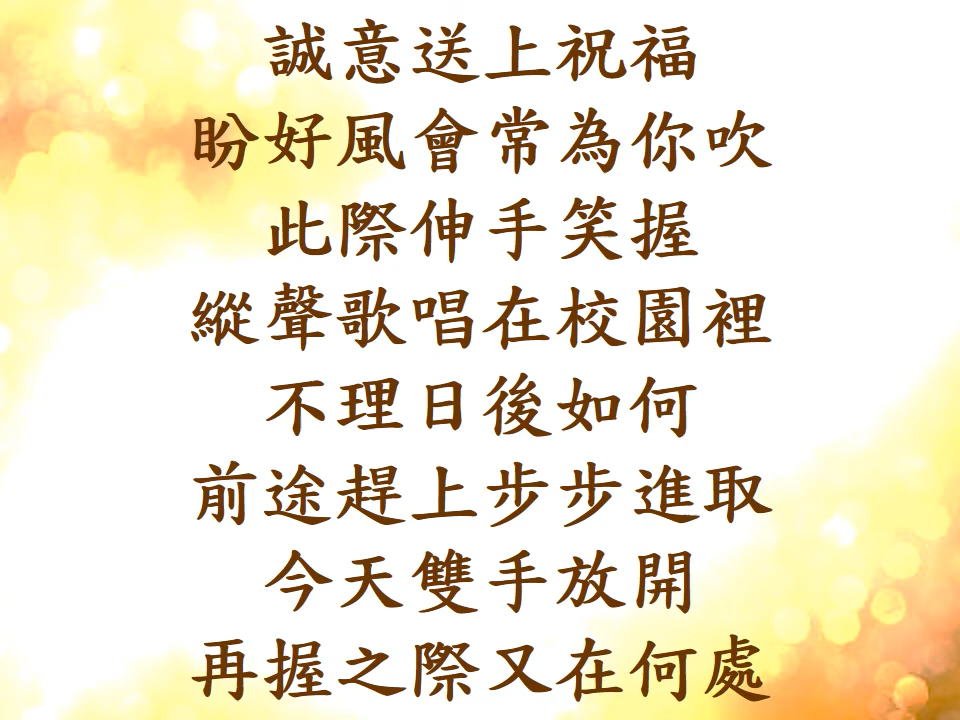 誠意送上祝福
盼好風會常為你吹
此際伸手笑握
縱聲歌唱在校園裡
不理日後如何
前途趕上步步進取
今天雙手放開
再握之際又在何處